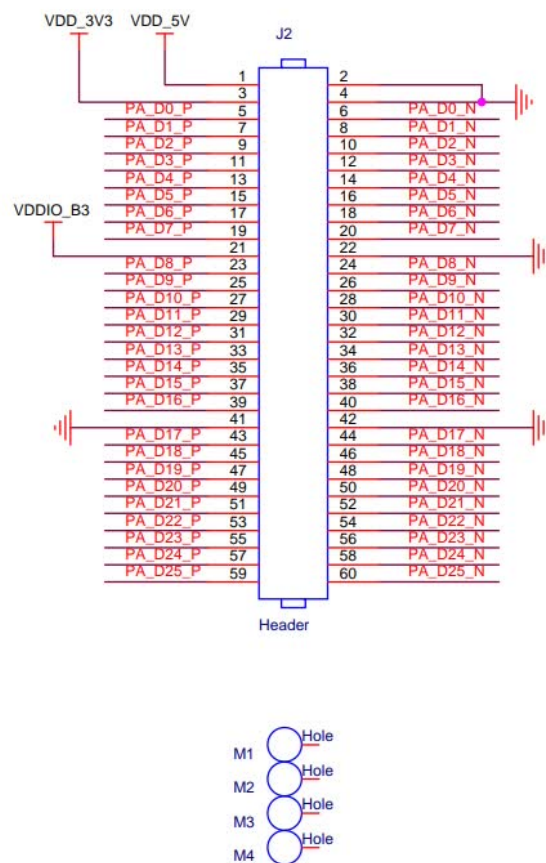 VDD_3V3 VDD_5V
J2
1 2
3 4
PA_D0_P 5 6 PA_D0_N
PA_D1_P 7 8 PA_D1_N
PA_D2_P 9 10 PA_D2_N
PA_D3_P 11 12 PA_D3_N
PA_D4_P 13 14 PA_D4_N
PA_D5_P 15 16 PA_D5_N
PA_D6_P 17 18 PA_D6_N
VDDIO_B3
PA_D7_P 19 20 PA_D7_N
21 22
PA_D8_P 23 24 PA_D8_N
PA_D9_P 25 26 PA_D9_N
PA_D10_P 27 28 PA_D10_N
PA_D11_P 29 30 PA_D11_N
PA_D12_P 31 32 PA_D12_N
PA_D13_P 33 34 PA_D13_N
PA_D14_P 35 36 PA_D14_N
PA_D15_P 37 38 PA_D15_N
PA_D16_P 39 40 PA_D16_N
41 42
PA_D17_P 43 44 PA_D17_N
PA_D18_P 45 46 PA_D18_N
PA_D19_P 47 48 PA_D19_N
PA_D20_P 49 50 PA_D20_N
PA_D21_P 51 52 PA_D21_N
PA_D22_P 53 54 PA_D22_N
PA_D23_P 55 56 PA_D23_N
PA_D24_P 57 58 PA_D24_N
PA_D25_P 59 60 PA_D25_N
Header
M1 Hole
M2 Hole
M3 Hole
M4 Hole